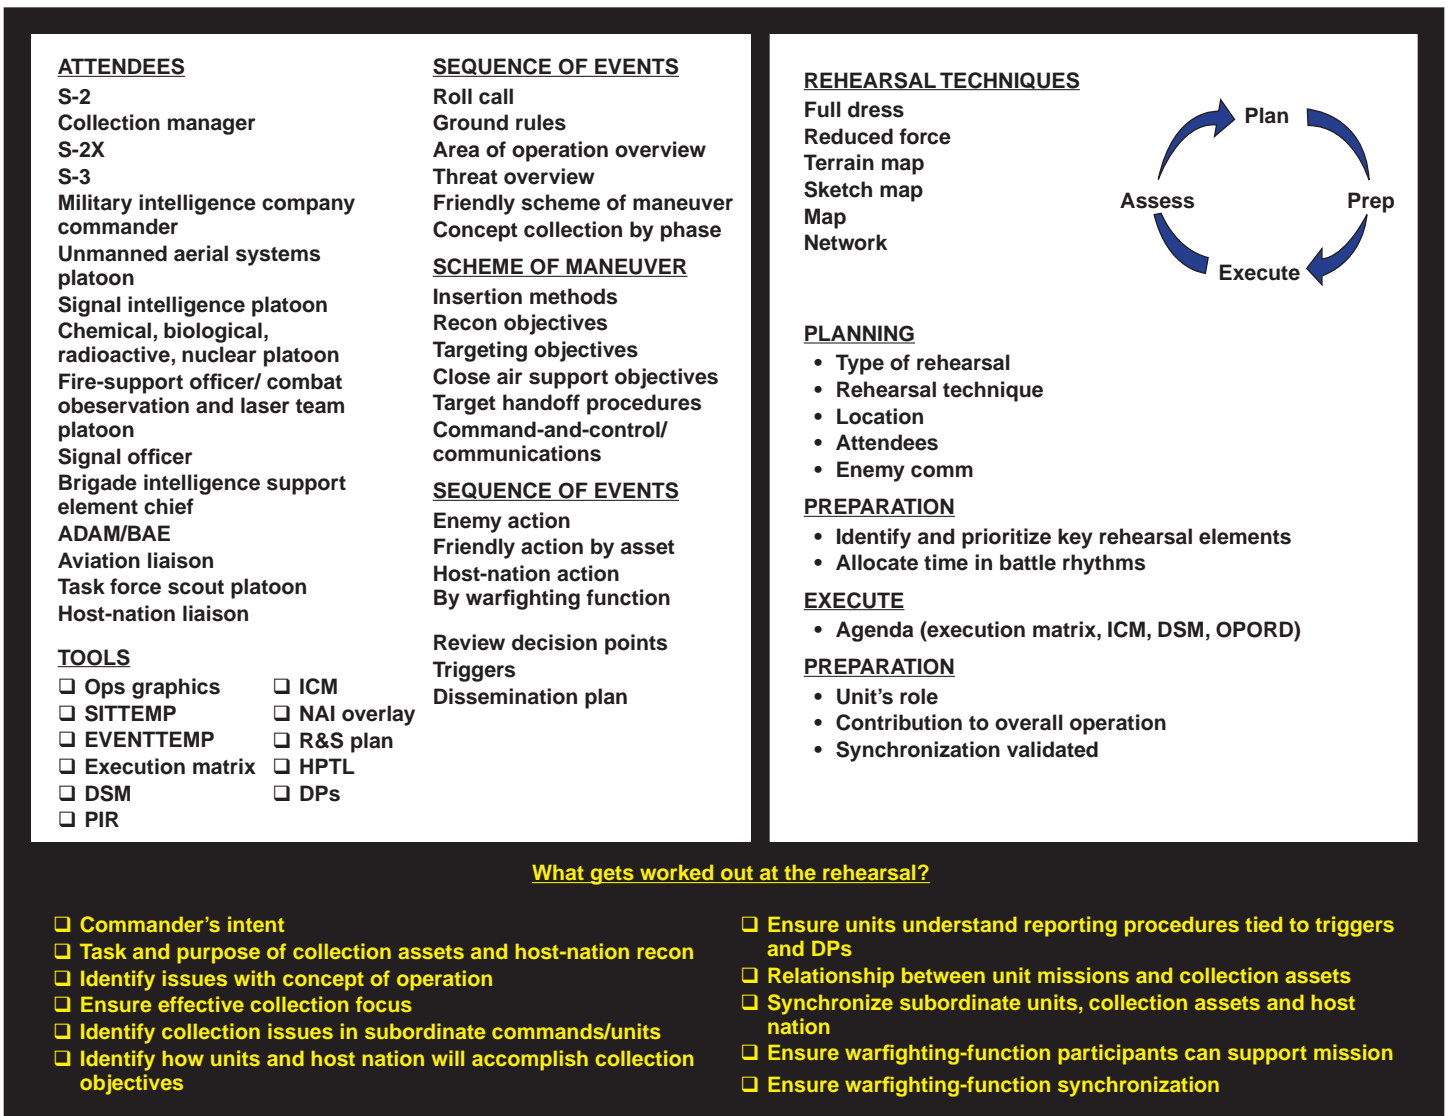 ATTENDEES
S-2
Collection manager
S-2X
S-3
Military intelligence company
commander
Unmanned aerial systems
platoon
Signal intelligence platoon
Chemical, biological,
radioactive, nuclear platoon
Fire-support officer/ combat
obeservation and laser team
platoon
Signal officer
Brigade intelligence support
element chief
ADAM/BAE
Aviation liaison
Task force scout platoon
Host-nation liaison
TOOLS
❑ Ops graphics
❑ SITTEMP
❑ EVENTTEMP
❑ Execution matrix
❑ DSM
❑ PIR
❑ ICM
❑ NAI overlay
❑ R&S plan
❑ HPTL
❑ DPs
SEQUENCE OF EVENTS
Roll call
Ground rules
Area of operation overview
Threat overview
Friendly scheme of maneuver
Concept collection by phase
SCHEME OF MANEUVER
Insertion methods
Recon objectives
Targeting objectives
Close air support objectives
Target handoff procedures
Command-and-control/
communications
SEQUENCE OF EVENTS
Enemy action
Friendly action by asset
Host-nation action
By warfighting function
Review decision points
Triggers
Dissemination plan
REHEARSAL TECHNIQUES
Full dress
Reduced force
Terrain map
Sketch map
Map
Network
Plan
Assess
Prep
Execute
PLANNING
• Type of rehearsal
• Rehearsal technique
• Location
• Attendees
• Enemy comm
PREPARATION
• Identify and prioritize key rehearsal elements
• Allocate time in battle rhythms
EXECUTE
• Agenda (execution matrix, ICM, DSM, OPORD)
PREPARATION
• Unit's role
• Contribution to overall operation
• Synchronization validated
What gets worked out at the rehearsal?
❑ Commander's intent
❑ Task and purpose of collection assets and host-nation recon
❑ Identify issues with concept of operation
❑ Ensure effective collection focus
❑ Identify collection issues in subordinate commands/units
❑ Identify how units and host nation will accomplish collection
objectives
❑ Ensure units understand reporting procedures tied to triggers
and DPs
❑ Relationship between unit missions and collection assets
❑ Synchronize subordinate units, collection assets and host
nation
❑ Ensure warfighting-function participants can support mission
❑ Ensure warfighting-function synchronization